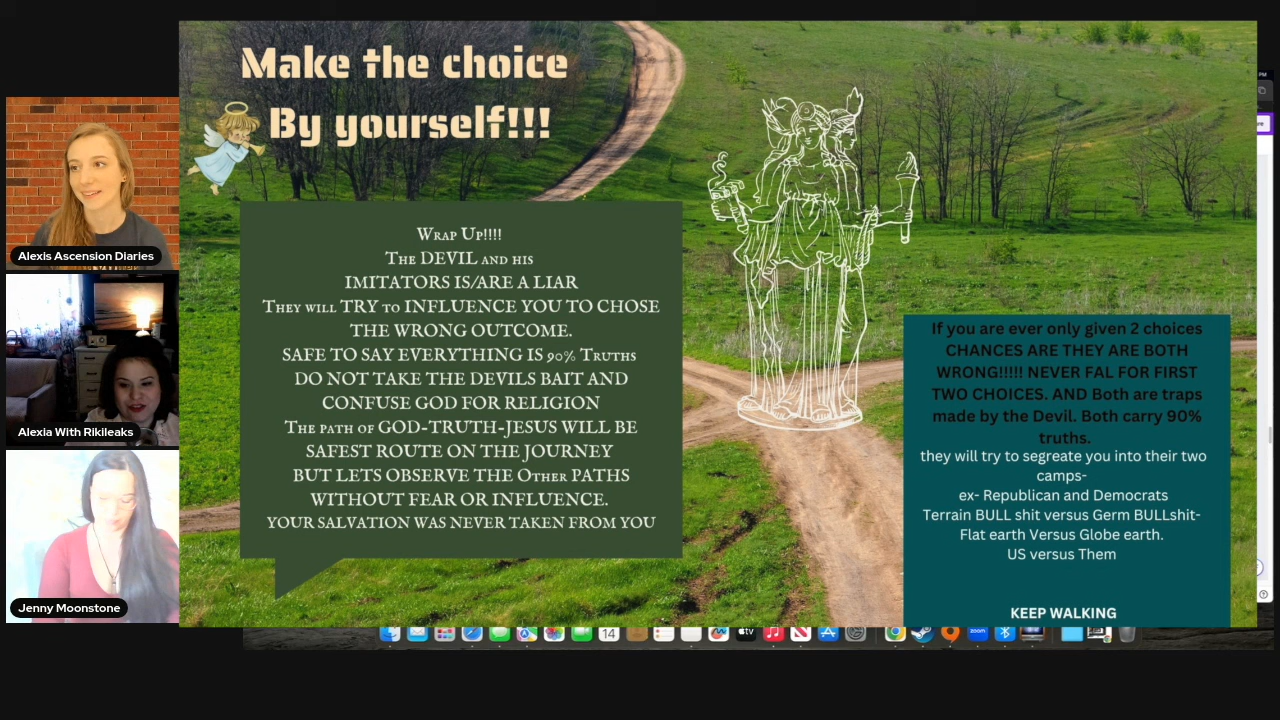 Make the choice
By yourself!!!
Wrap Up!!!!
The DEVIL and his
IMITATORS IS/ARE A LIAR
They will TRY to INFLUENCE YOU TO CHOSE
THE WRONG OUTCOME.
SAFE TO SAY EVERYTHING IS 90% Truths
DO NOT TAKE THE DEVILS BAIT AND
CONFUSE GOD FOR RELIGION
The path of GOD-TRUTH-JESUS WILL BE
SAFEST ROUTE ON THE JOURNEY
BUT LETS OBSERVE THE Other PATHS
WITHOUT FEAR OR INFLUENCE.
YOUR SALVATION WAS NEVER TAKEN FROM YOU
If you are ever only given 2 choices
CHANCES ARE THEY ARE BOTH
WRONG!!!!! NEVER FAL FOR FIRST
TWO CHOICES. AND Both are traps
made by the Devil. Both carry 90%
truths.
they will try to segreate you into their two
camps-
ex- Republican and Democrats
Terrain BULL shit versus Germ BULLshit-
Flat earth Versus Globe earth.
US versus Them
KEEP WALKING
Alexis Ascension Diaries
Alexia With Rikileaks
Jenny Moonstone
PM
14
tv
zoom